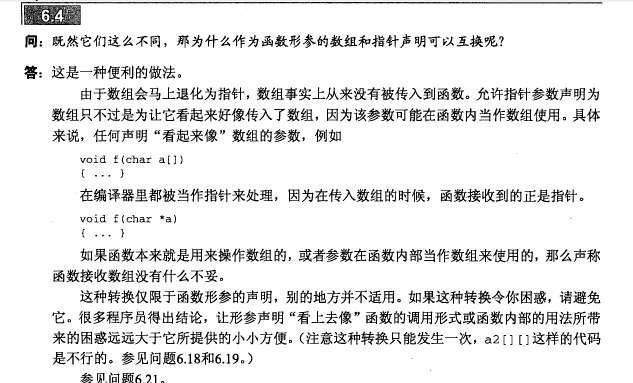 6.4
问：既然它们这么不同，那为什么作为函数形参的数组和指针声明可以互换呢？
答：这是一种便利的做法。
由于数组会马上退化为指针，数组事实上从来没有被传入到函数。允许指针参数声明为
数组只不过是为让它看起来好像传入了数组，因为该参数可能在函数内当作数组使用。具体
来说，任何声明“看起来像”数组的参数，例如
void f(char a[])
{ ... }
在编译器里都被当作指针来处理，因为在传入数组的时候，函数接收到的正是指针。
void f(char *a)
{ ... }
如果函数本来就是用来操作数组的，或者参数在函数内部当作数组来使用的，那么声称
函数接收数组没有什么不妥。
这种转换仅限于函数形参的声明，别的地方并不适用。如果这种转换令你困惑，请避免
它。很多程序员得出结论，让形参声明“看上去像”函数的调用形式或函数内部的用法所带
来的困惑远远大于它所提供的小小方便。（注意这种转换只能发生一次，a2[][]这样的代码
是不行的。参见问题6.18和6.19。）
参见问题6.21。